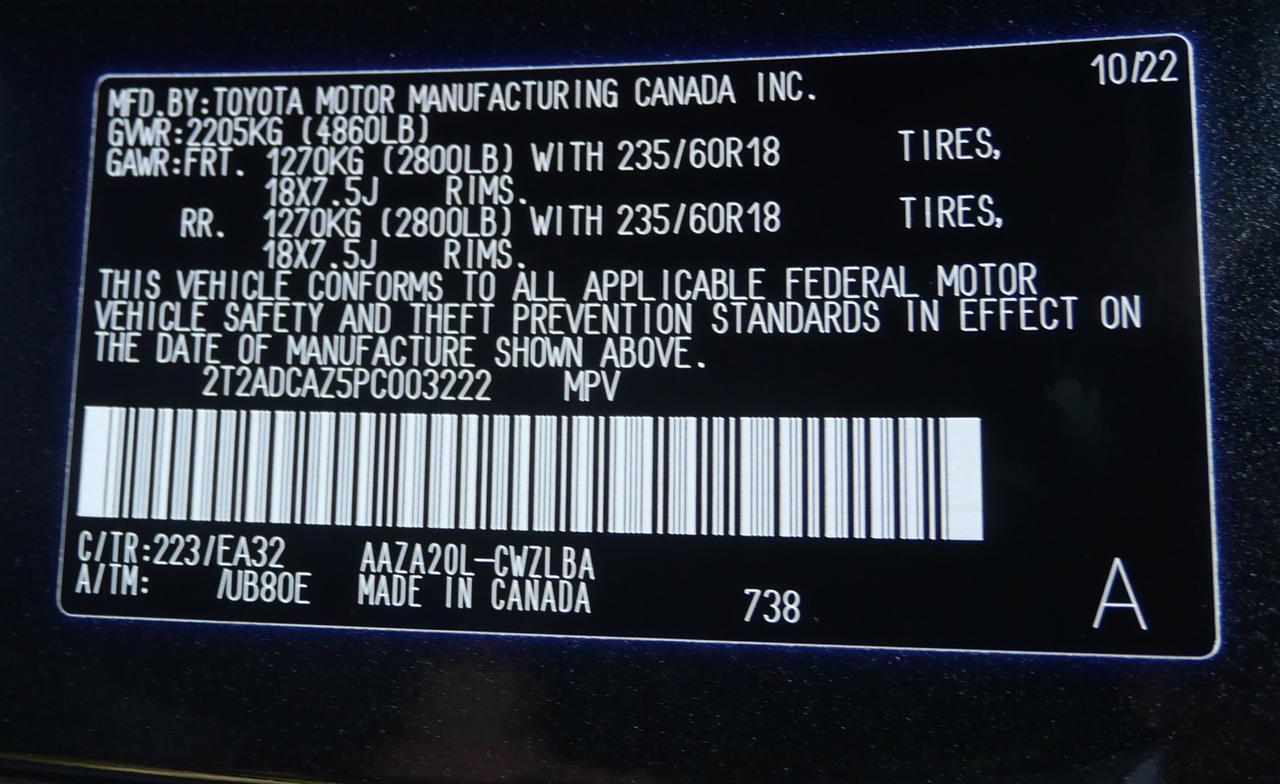 10/22
MFD.BY:TOYOTA MOTOR MANUFACTURING CANADA INC.
GVWR:2205KG (4860LB)
GAWR:FRT. 1270KG (2800LB) WITH 235/60R18 TIRES,
18X7.5J RIMS.
RR. 1270KG (2800LB) WITH 235/60R18 TIRES,
18X7.5J RIMS.
THIS VEHICLE CONFORMS TO ALL APPLICABLE FEDERAL MOTOR
VEHICLE SAFETY AND THEFT PREVENTION STANDARDS IN EFFECT ON
THE DATE OF MANUFACTURE SHOWN ABOVE.
2T2ADCAZ5PC003222 MPV
C/TR:223/EA32 AAZA20L-CWZLBA
A/TM: /UB80E MADE IN CANADA
738
A